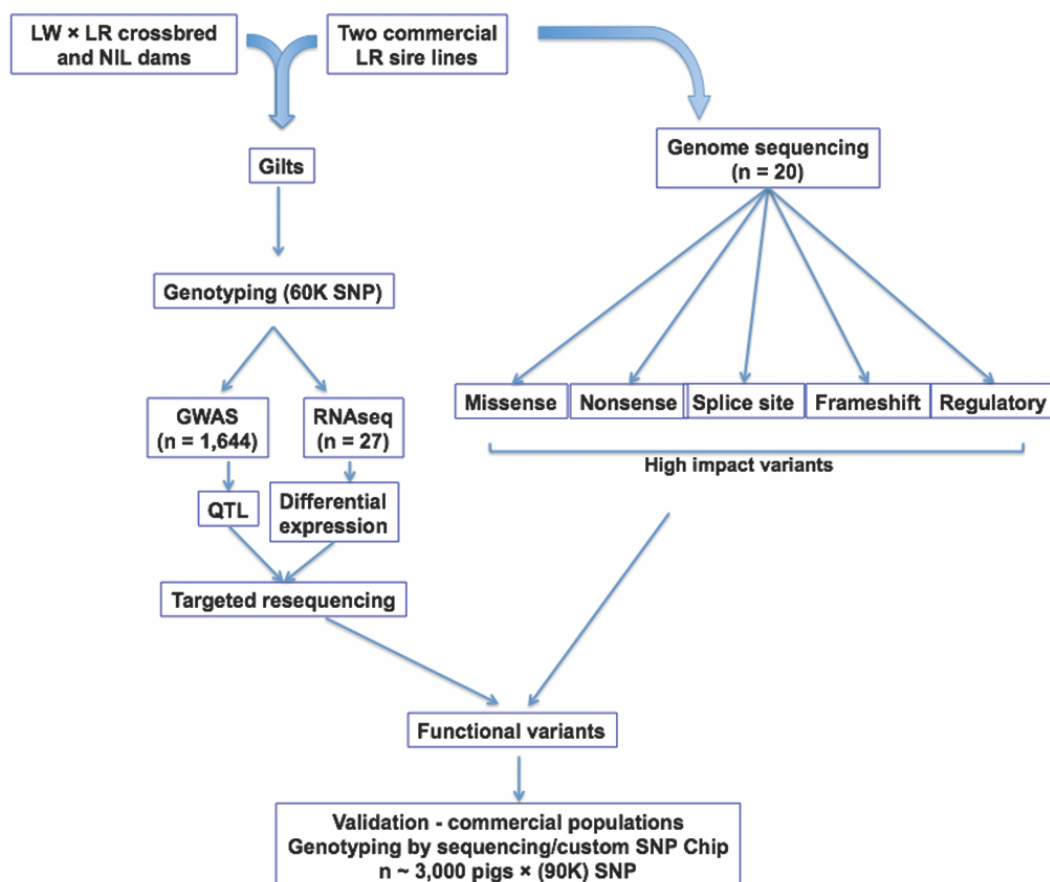 LW × LR crossbred
and NIL dams
Two commercial
LR sire lines
Gilts
Genome sequencing
(n = 20)
Genotyping (60K SNP)
GWAS
(n = 1,644)
RNAseq
(n = 27)
Missense
Nonsense
Splice site
Frameshift
Regulatory
High impact variants
QTL
Differential
expression
Targeted resequencing
Functional variants
Validation - commercial populations
Genotyping by sequencing/custom SNP Chip
n ~ 3,000 pigs × (90K) SNP